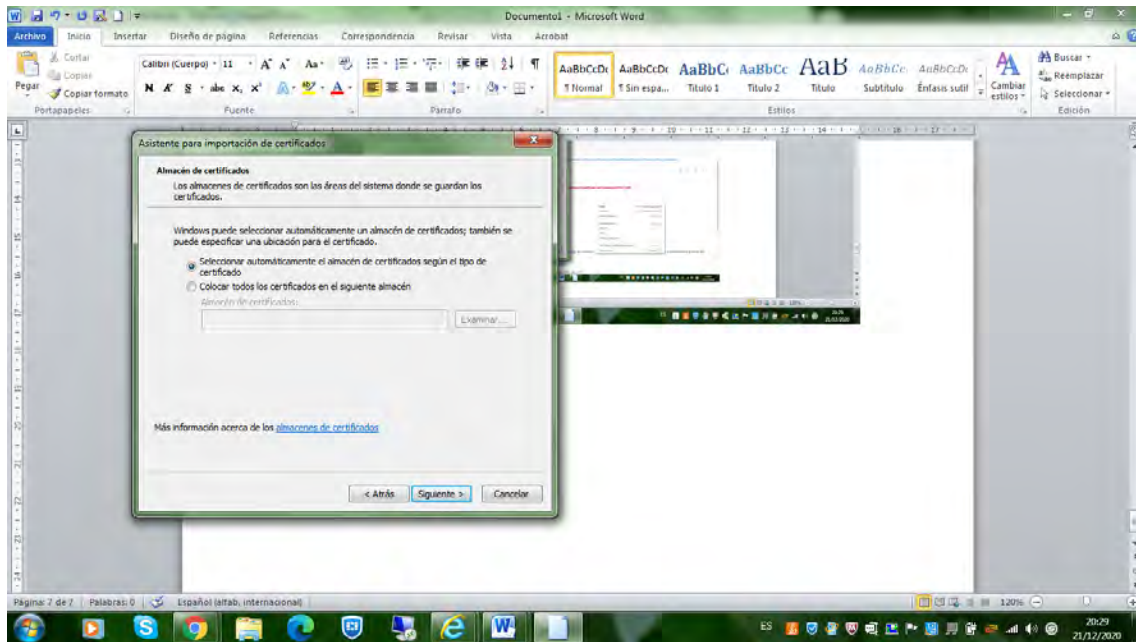 Documento1 - Microsoft Word
Archivo Inicio Insertar Diseño de página Referencias Correspondencia Revisar Vista Acrobat
Pegar
Cortar
Copiar
Copiar formato
Portapapeles
Calibri (Cuerpo) 11
Fuente
Párrafo
AaBbCcDc AaBbCcDc AaBbC AaBbCc AaB AaBbCc. AaBbCcDc
¶ Normal ¶ Sin espa... Título 1 Título 2 Título Subtítulo Énfasis sutil
Cambiar estilos
Estilos
Buscar
Reemplazar
Seleccionar
Edición
Asistente para importación de certificados
Almacén de certificados
Los almacenes de certificados son las áreas del sistema donde se guardan los
certificados.
Windows puede seleccionar automáticamente un almacén de certificados; también se
puede especificar una ubicación para el certificado.
Seleccionar automáticamente el almacén de certificados según el tipo de
certificado
Colocar todos los certificados en el siguiente almacén
Almacén de certificados:
Examinar...
Más información acerca de los almacenes de certificados
< Atrás Siguiente > Cancelar
Página: 7 de 7 Palabras: 0 Español (alfab. internacional) 120%
ES 20:29
21/12/2020